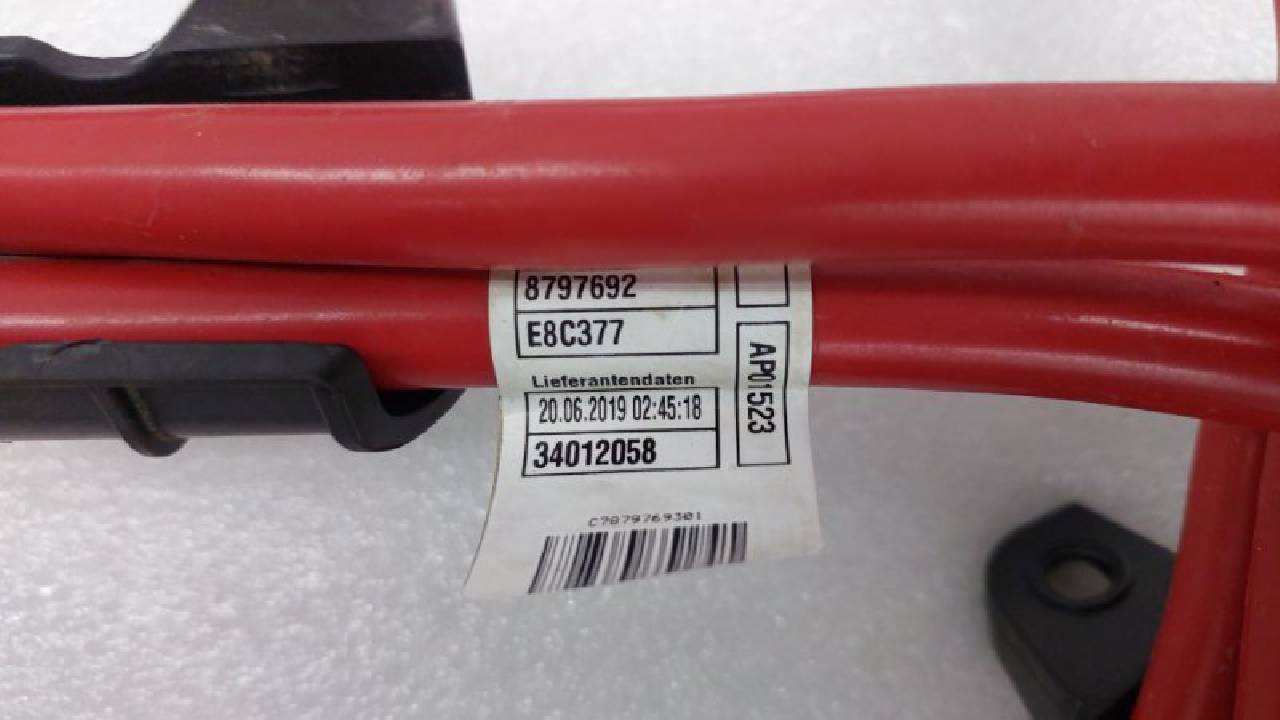 8797692
E8C377
Lieferantendaten
20.06.2019 02:45:18
34012058
AP01523
C7879769301